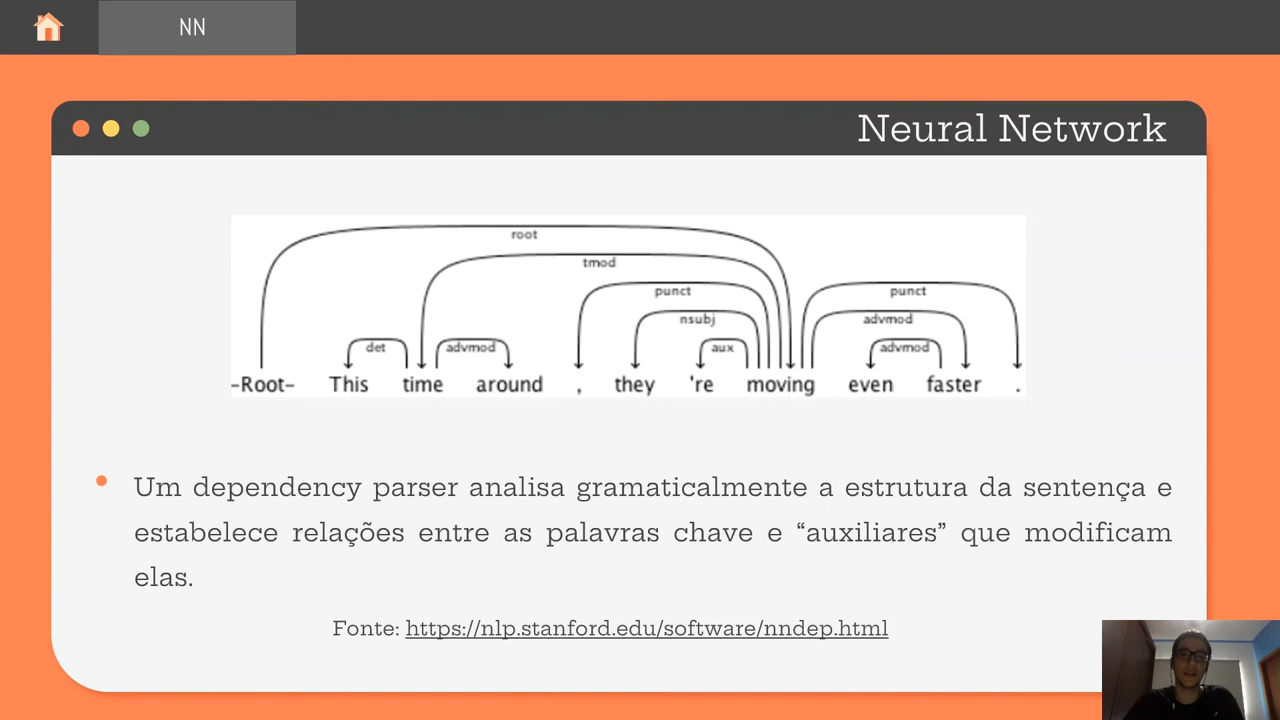 NN
Neural Network
root
tmod
punct
punct
nsubj
advmod
det
advmod
aux
advmod
-Root- This time around , they 're moving even faster .
• Um dependency parser analisa gramaticalmente a estrutura da sentença e
estabelece relações entre as palavras chave e “auxiliares” que modificam
elas.
Fonte: https://nlp.stanford.edu/software/nndep.html